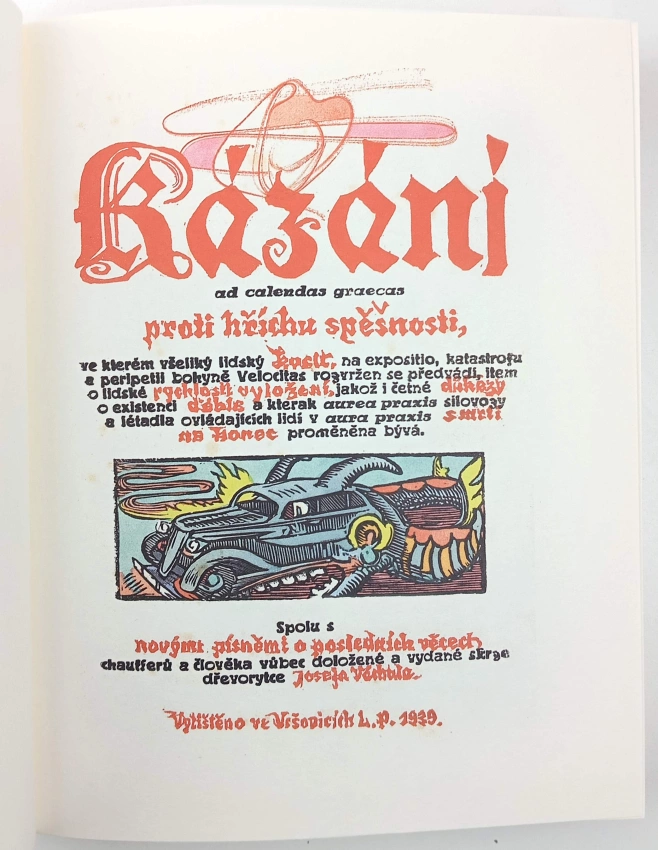 Kázání
ad calendas graecas
proti hříchu spěšnosti,
ve kterém všeliký lidský kvalt, na expositio, katastrofu
a peripetii bohyně Velocitas rozvržen se předvádí, item
o lidské rychlosti vyložení, jakož i četné důkazy
o existenci ďábla a kterak aurea praxis silovozy
a létadla ovládajících lidí v aura praxis smrti
na konec proměněna bývá.
Spolu s
novými písněmi o posledních věcech
chaufferů a člověka vůbec doložené a vydané skrze
dřevorytce Josefa Váchala.
Vytištěno ve Vršovicích L. P. 1939.